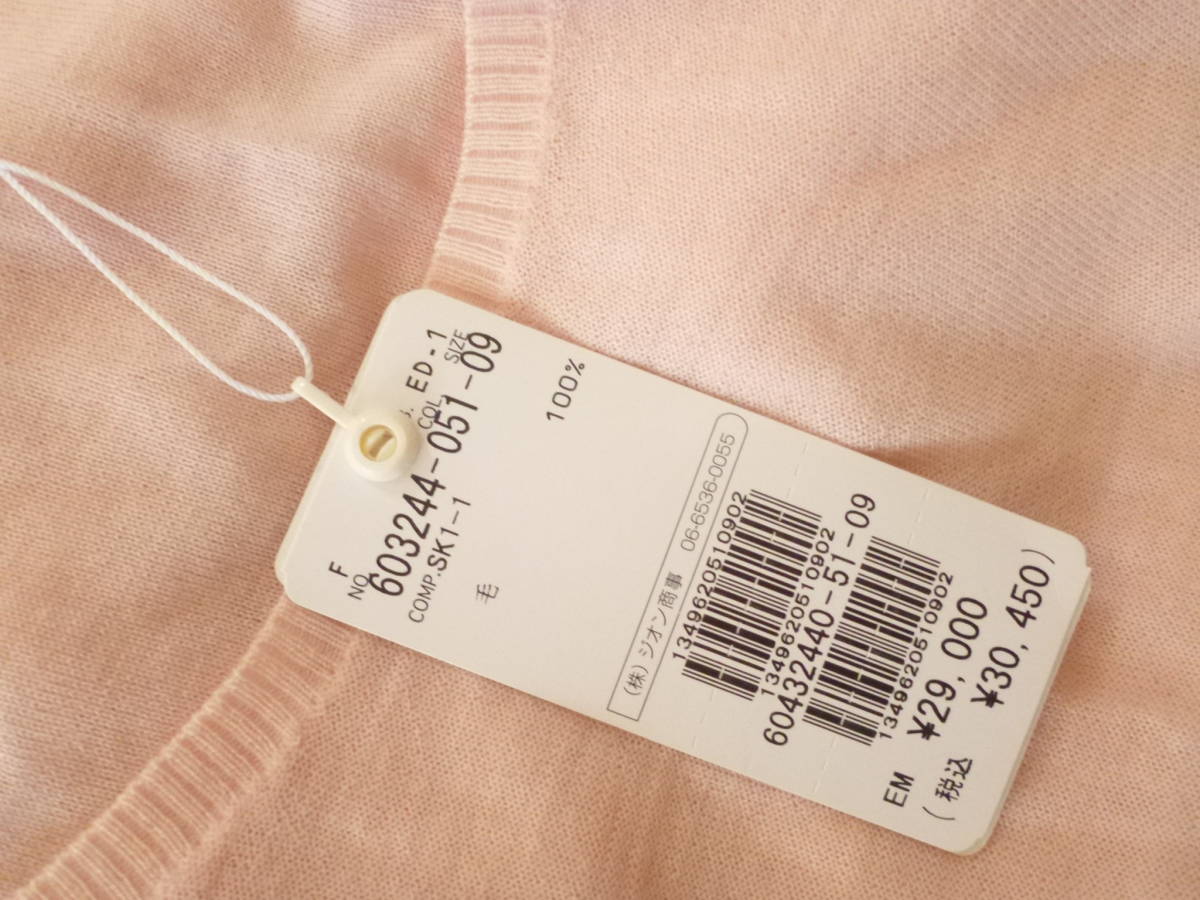 F ED-1
NO. COL SIZE
603244-051-09
COMP. SK1-1
毛 100%
(株) ジオン商事 06-6536-0055
1349620510902
1349620510902
60432440-51-09
1349620510902
EM ¥29,000
(税込 ¥30,450)